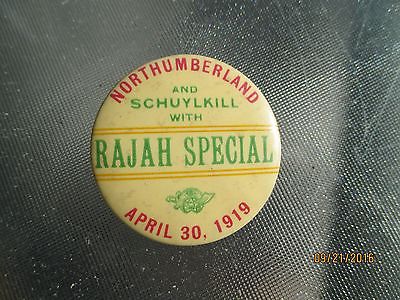 NORTHUMBERLAND
AND
SCHUYLKILL
WITH
RAJAH SPECIAL
APRIL 30, 1919
09/21/2016